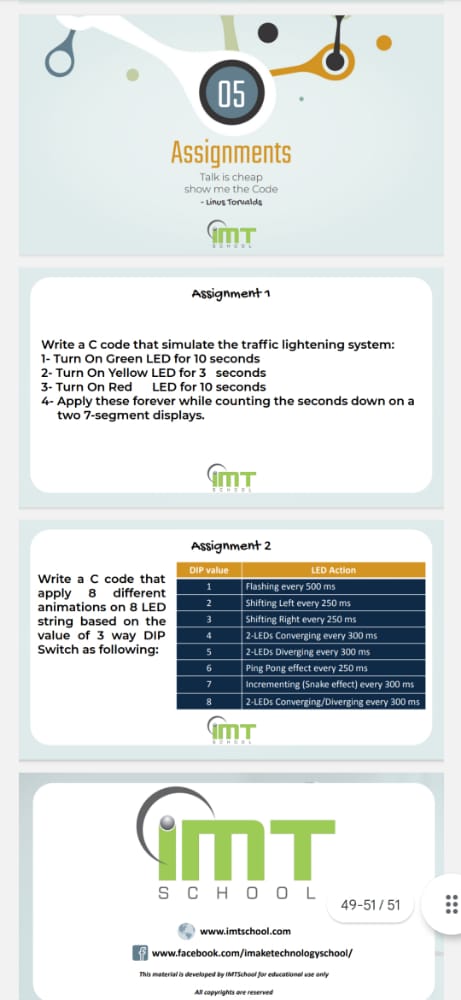 05
Assignments
Talk is cheap
show me the Code
- Linus Torvalds
IMT
SCHOOL
Assignment 1
Write a C code that simulate the traffic lightening system:
1- Turn On Green LED for 10 seconds
2- Turn On Yellow LED for 3 seconds
3- Turn On Red LED for 10 seconds
4- Apply these forever while counting the seconds down on a
two 7-segment displays.
IMT
SCHOOL
Assignment 2
Write a C code that
apply 8 different
animations on 8 LED
string based on the
value of 3 way DIP
Switch as following:
DIP value LED Action
1 Flashing every 500 ms
2 Shifting Left every 250 ms
3 Shifting Right every 250 ms
4 2-LEDs Converging every 300 ms
5 2-LEDs Diverging every 300 ms
6 Ping Pong effect every 250 ms
7 Incrementing (Snake effect) every 300 ms
8 2-LEDs Converging/Diverging every 300 ms
IMT
SCHOOL
IMT
SCHOOL
49-51 / 51
www.imtschool.com
f www.facebook.com/imaketechnologyschool/
This material is developed by IMTSchool for educational use only
All copyrights are reserved